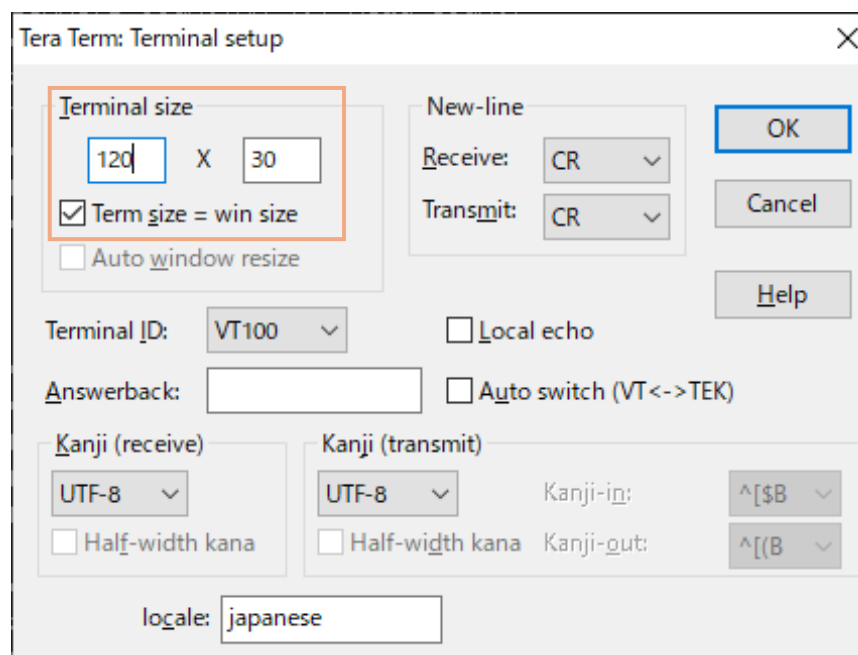 Tera Term: Terminal setup
Terminal size
120 X 30
Term size = win size
Auto window resize
New-line
Receive: CR
Transmit: CR
OK
Cancel
Help
Terminal ID: VT100
Local echo
Answerback:
Auto switch (VT<->TEK)
Kanji (receive)
UTF-8
Half-width kana
Kanji (transmit)
UTF-8
Kanji-in: ^[$B
Half-width kana
Kanji-out: ^[(B
locale: japanese